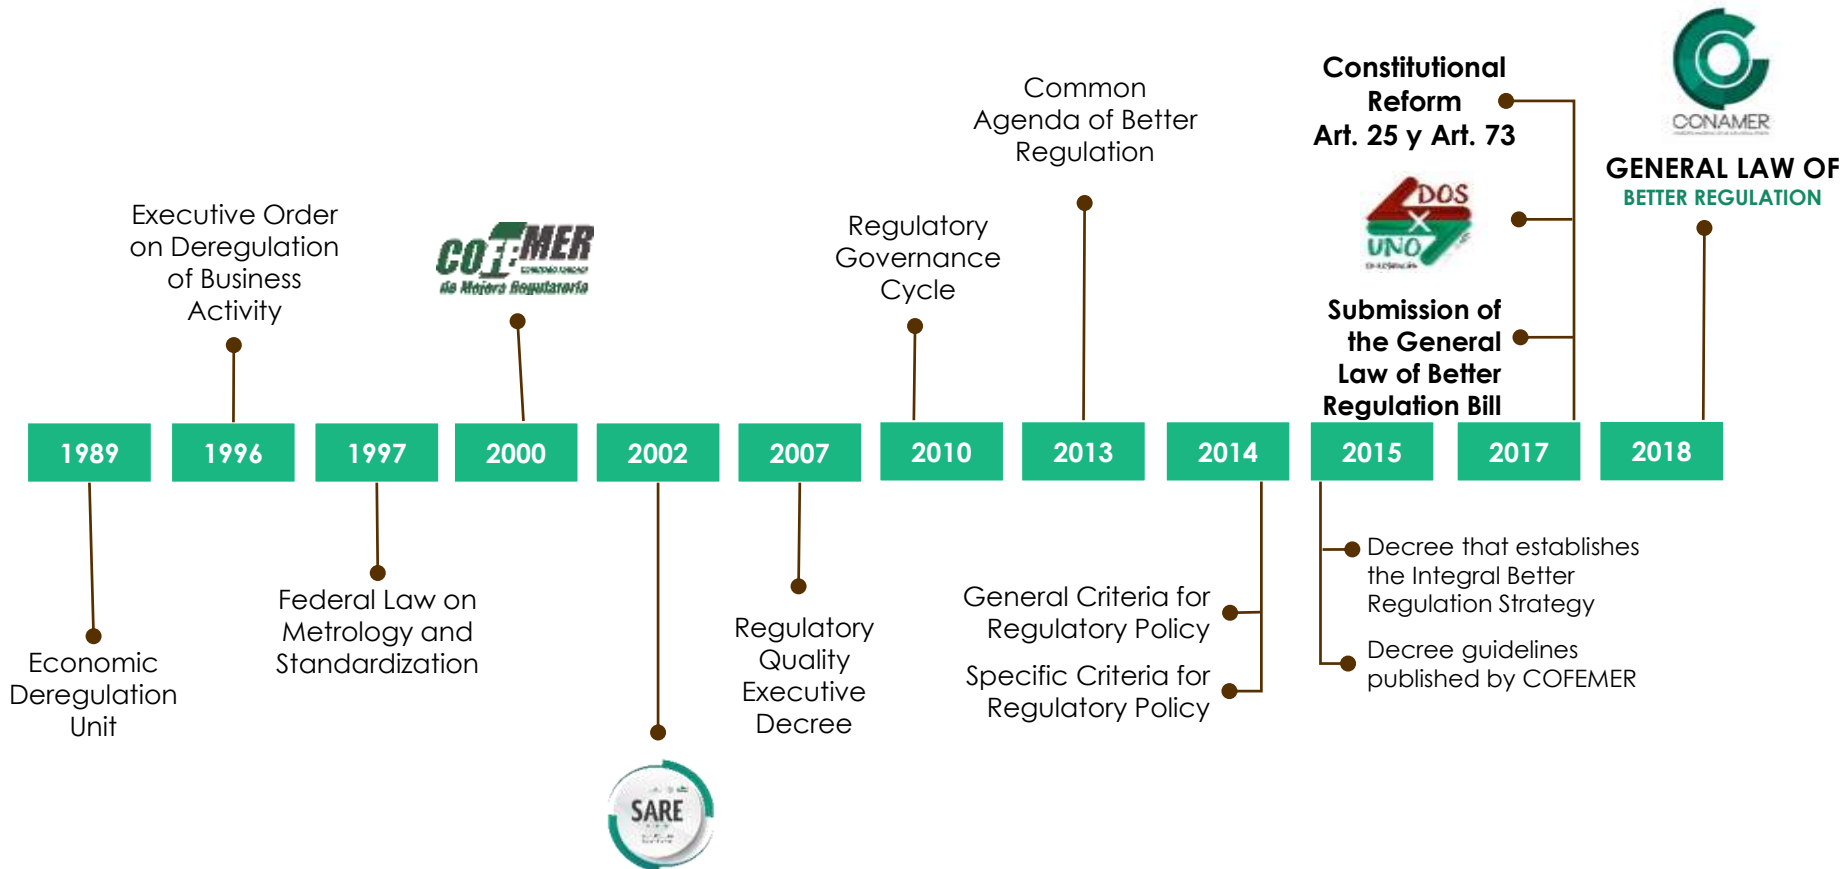 Executive Order
on Deregulation
of Business
Activity
COFEMER
de Mejora Regulatoria
Regulatory
Governance
Cycle
Common
Agenda of Better
Regulation
Constitutional
Reform
Art. 25 y Art. 73
DOS
X
UNO
Submission of
the General
Law of Better
Regulation Bill
CONAMER
GENERAL LAW OF
BETTER REGULATION
1989
1996
1997
2000
2002
2007
2010
2013
2014
2015
2017
2018
Economic
Deregulation
Unit
Federal Law on
Metrology and
Standardization
SARE
Regulatory
Quality
Executive
Decree
General Criteria for
Regulatory Policy
Specific Criteria for
Regulatory Policy
Decree that establishes
the Integral Better
Regulation Strategy
Decree guidelines
published by COFEMER